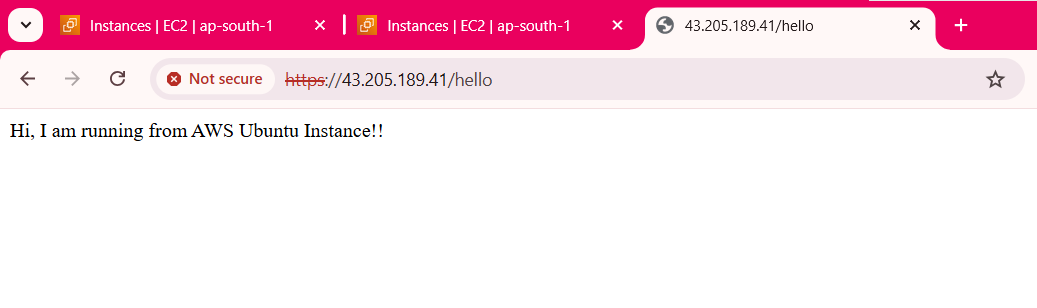 Instances | EC2 | ap-south-1
Instances | EC2 | ap-south-1
43.205.189.41/hello
Not secure
https://43.205.189.41/hello
Hi, I am running from AWS Ubuntu Instance!!